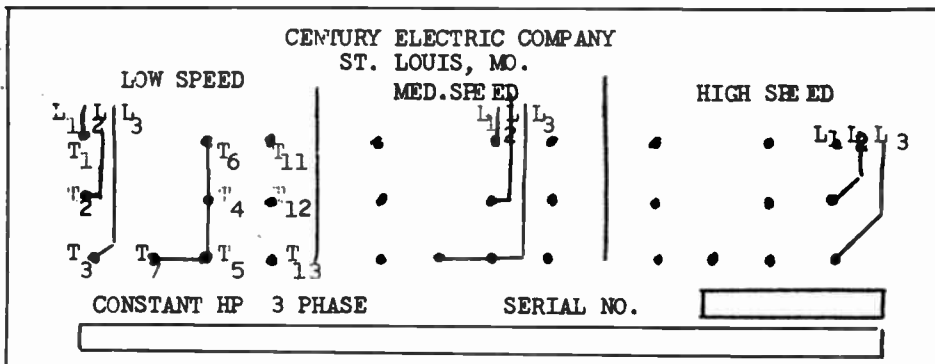 CENTURY ELECTRIC COMPANY
ST. LOUIS, MO.
LOW SPEED
MED.SPEED
HIGH SPEED
L1 L2 L3
L1 L2 L3
L1 L2 L3
T1 T6 T11
T2 T4 T12
T3 T7 T5 T13
CONSTANT HP 3 PHASE SERIAL NO.